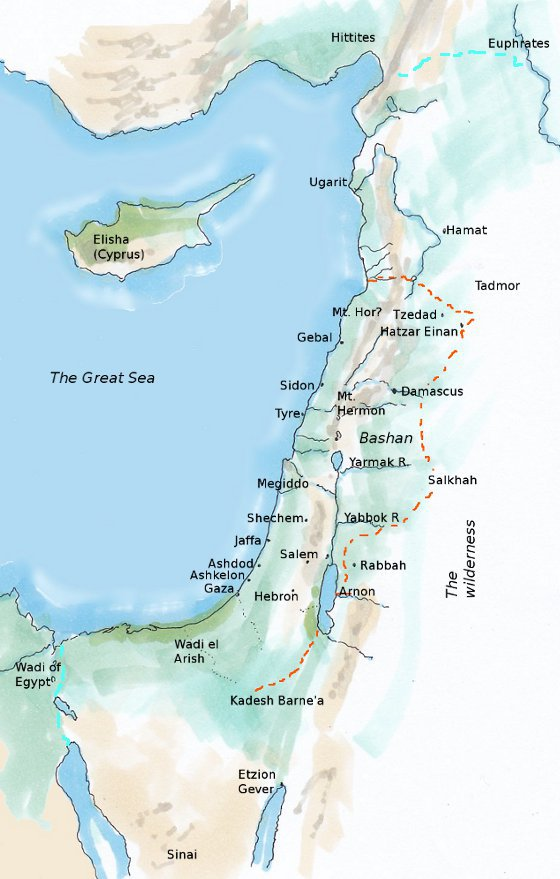 Hittites
Euphrates
Ugarit
Hamat
Elisha
(Cyprus)
Tadmor
Mt. Hor?
Tzedad
Hatzar Einan
Gebal
The Great Sea
Sidon
Damascus
Mt.
Hermon
Tyre
Bashan
Yarmak R.
Megiddo
Salkhah
Shechem
Yabbok R
Jaffa
Salem
Ashdod
Rabbah
Ashkelon
Gaza
Hebron
Arnon
The
wilderness
Wadi el
Arish
Wadi of
Egypt
Kadesh Barne'a
Etzion
Gever
Sinai